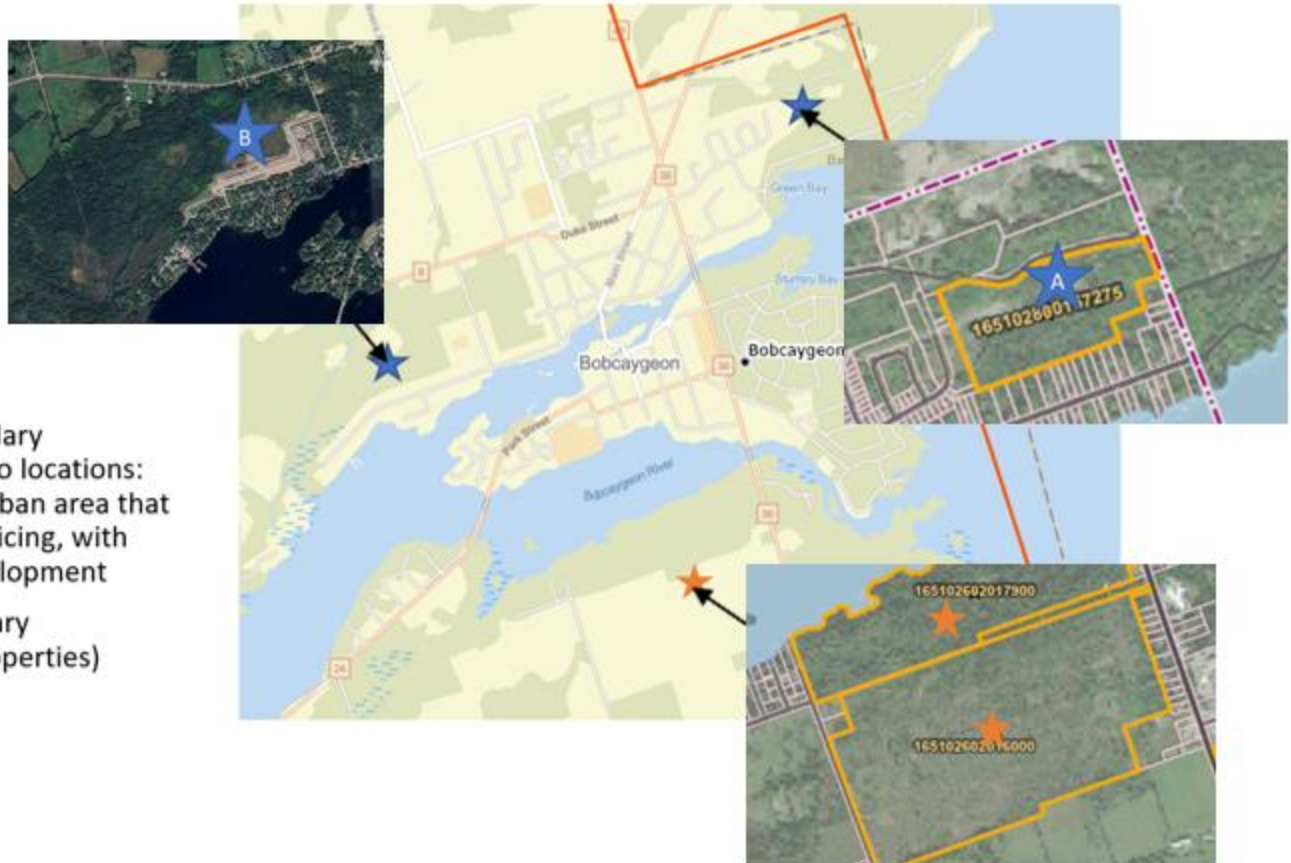 B
36
Duke Street
Main Street
8
Green Bay
Sturgeon Bay
A
Bobcaygeon
Bobcaygeon
36
Park Street
Bobcaygeon River
36
24
lary
o locations:
ban area that
icing, with
lopment
ary
operties)
165102602017900
165102602016000